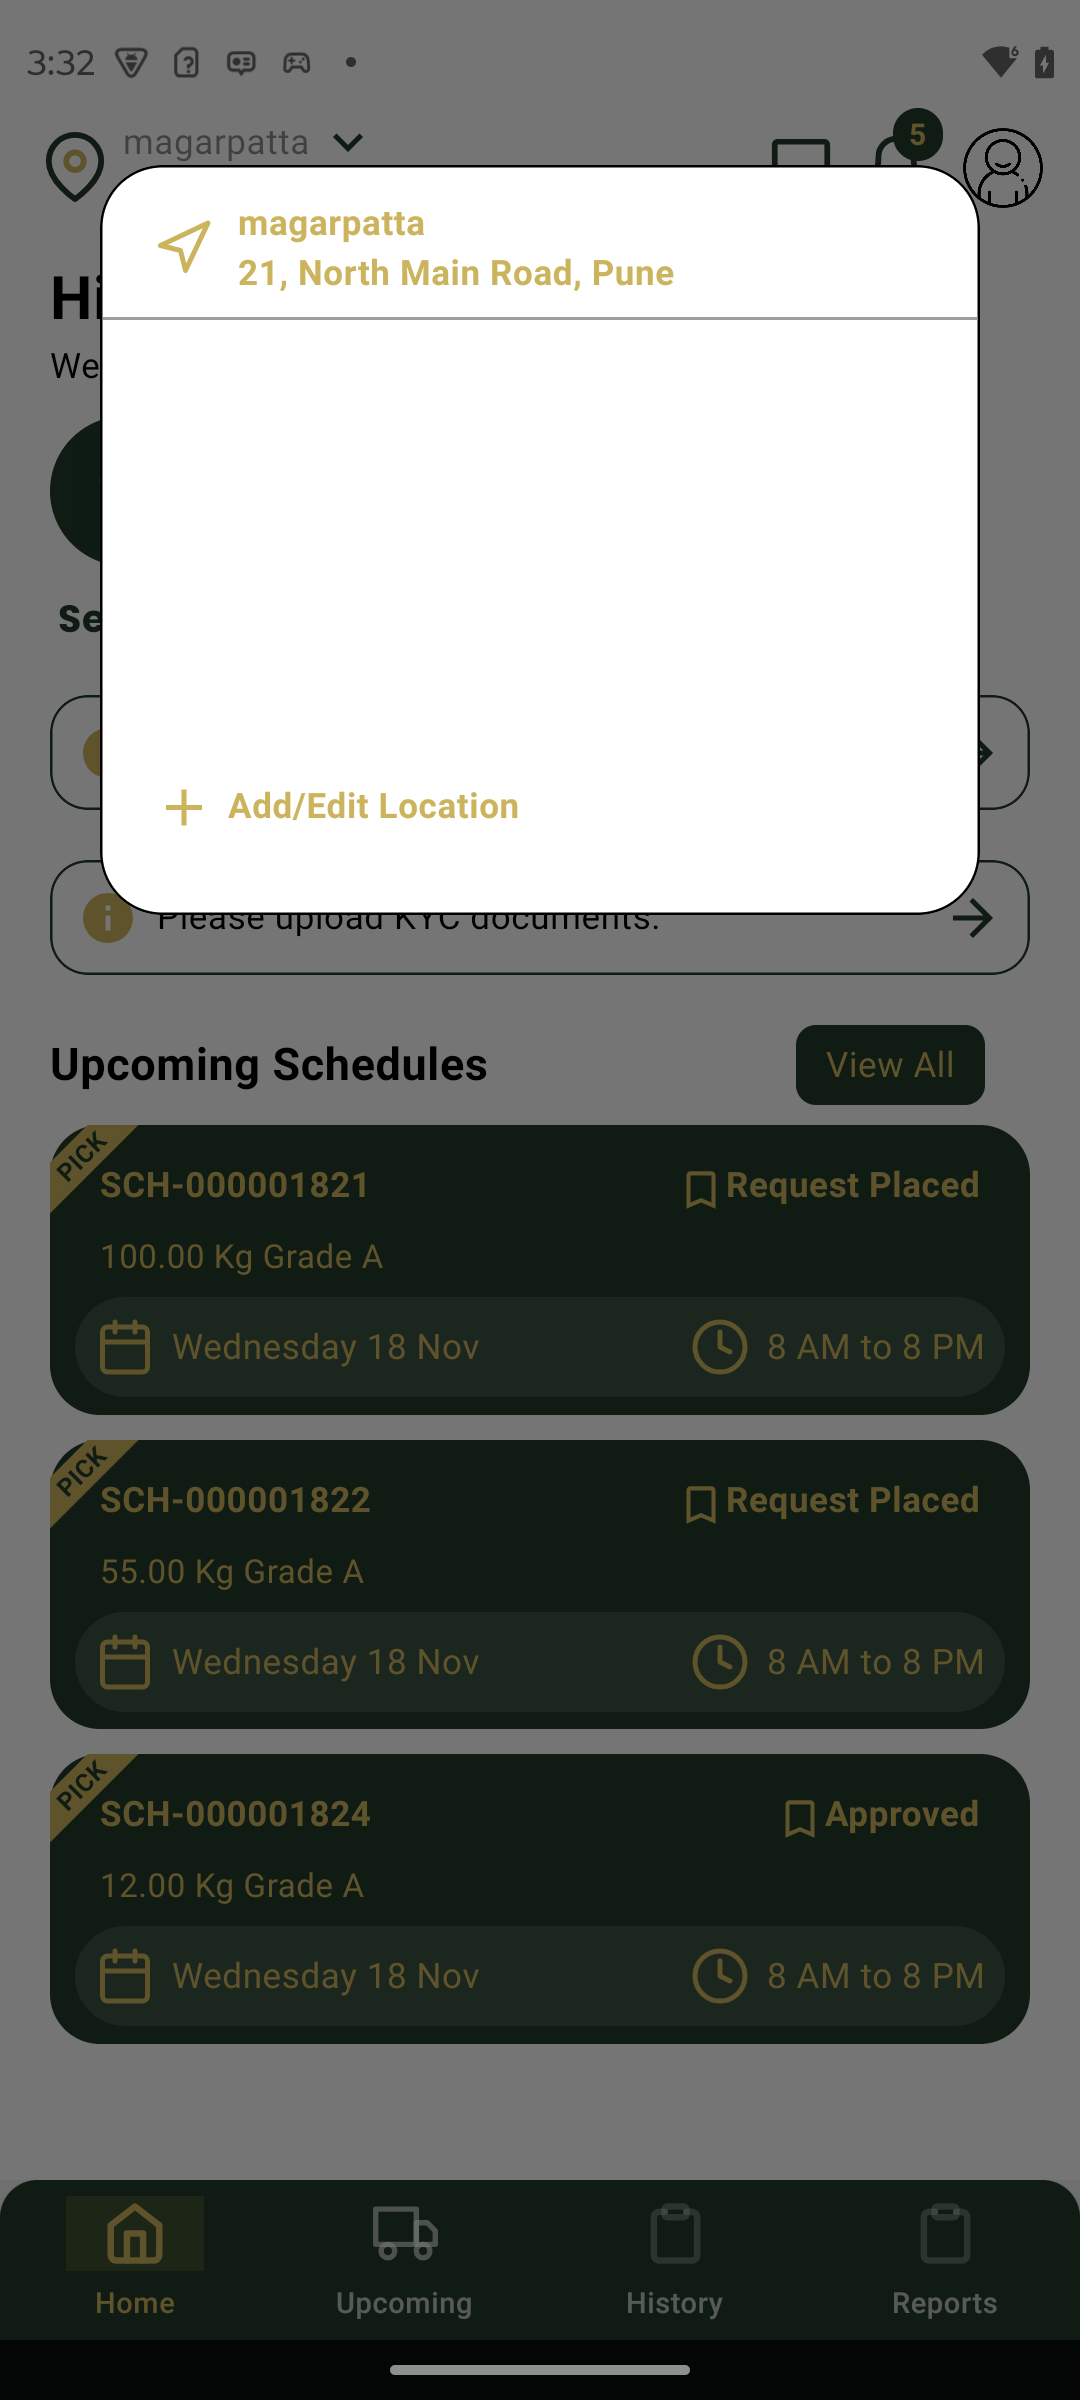 3:32
magarpatta
5
magarpatta
21, North Main Road, Pune
Hi
We
Se
Add/Edit Location
Please upload KYC documents.
Upcoming Schedules
View All
PICK
SCH-000001821
Request Placed
100.00 Kg Grade A
Wednesday 18 Nov
8 AM to 8 PM
PICK
SCH-000001822
Request Placed
55.00 Kg Grade A
Wednesday 18 Nov
8 AM to 8 PM
PICK
SCH-000001824
Approved
12.00 Kg Grade A
Wednesday 18 Nov
8 AM to 8 PM
Home
Upcoming
History
Reports